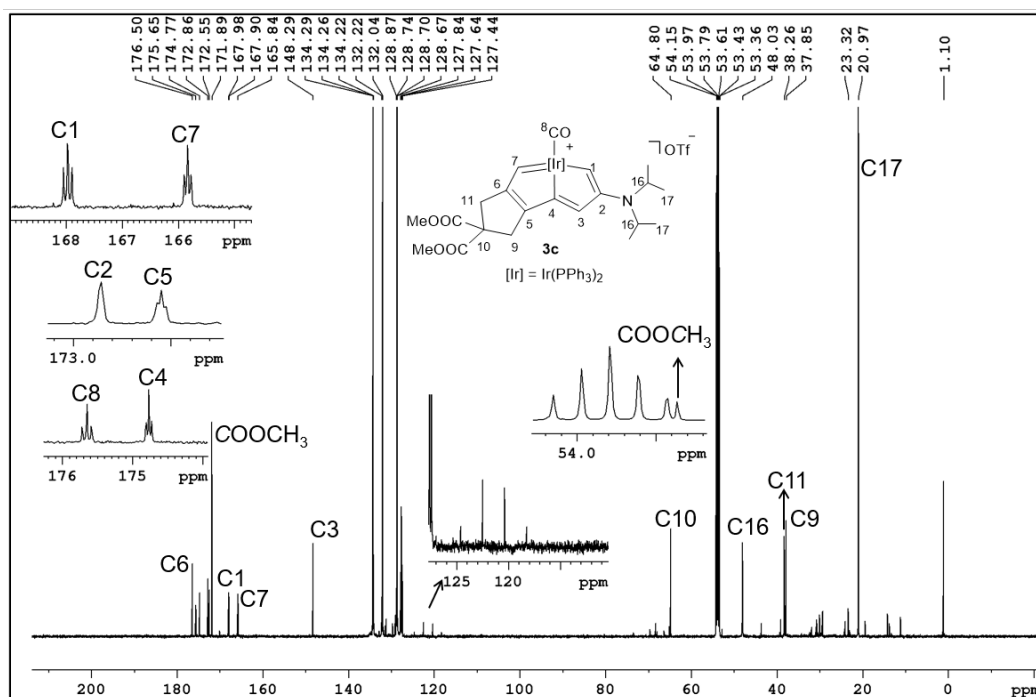 176.50
175.65
174.77
172.86
172.55
171.89
167.98
167.90
165.84
148.29
134.29
134.26
134.22
132.22
132.04
128.87
128.74
128.70
128.67
127.84
127.64
127.44
64.80
54.15
53.97
53.79
53.61
53.43
53.36
48.03
38.26
37.85
23.32
20.97
1.10
C1 C7
168 167 166 ppm
C2 C5
173.0 ppm
C8 C4
176 175 ppm
8 CO
+
OTf −
7 [Ir] 1
6 16 17
11 4 2 N
5 3 16 17
MeOOC
10 9
MeOOC
3c
[Ir] = Ir(PPh3)2
C17
COOCH3
54.0 ppm
COOCH3
125 120 ppm
C6
C1
C7
C3
C10
C16
C11
C9
200 180 160 140 120 100 80 60 40 20 0 pp